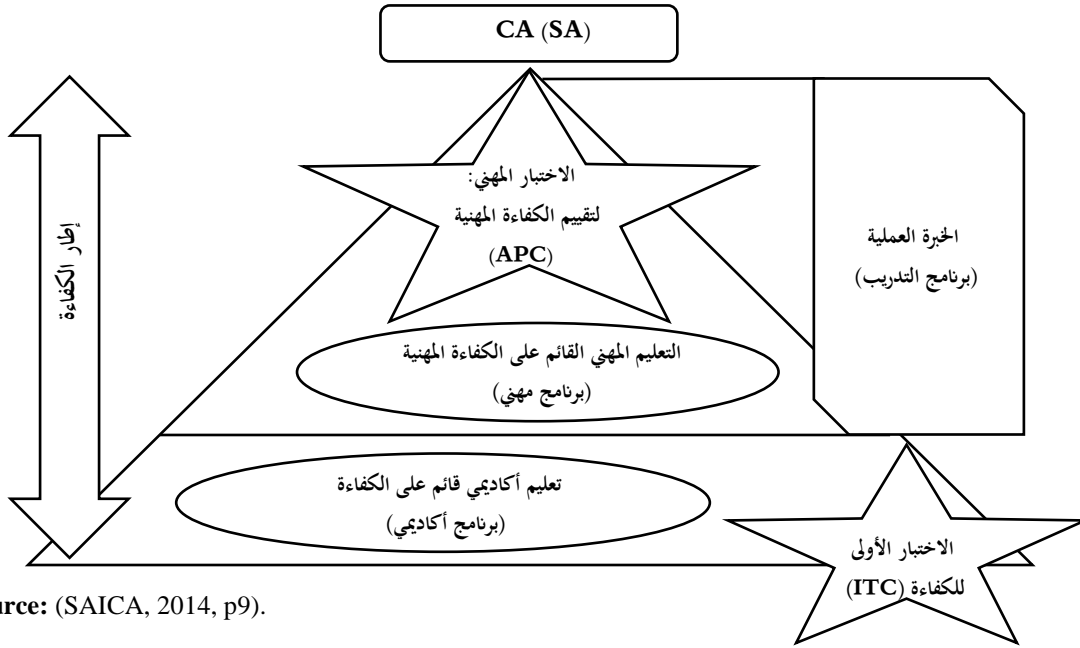 CA (SA)
الاختبار المهني:
لتقييم الكفاءة المهنية
(APC)
الخبرة العملية
(برنامج التدريب)
إطار الكفاءة
التعليم المهني القائم على الكفاءة المهنية
(برنامج مهني)
تعليم أكاديمي قائم على الكفاءة
(برنامج أكاديمي)
الاختبار الأولى
للكفاءة (ITC)
urce: (SAICA, 2014, p9).